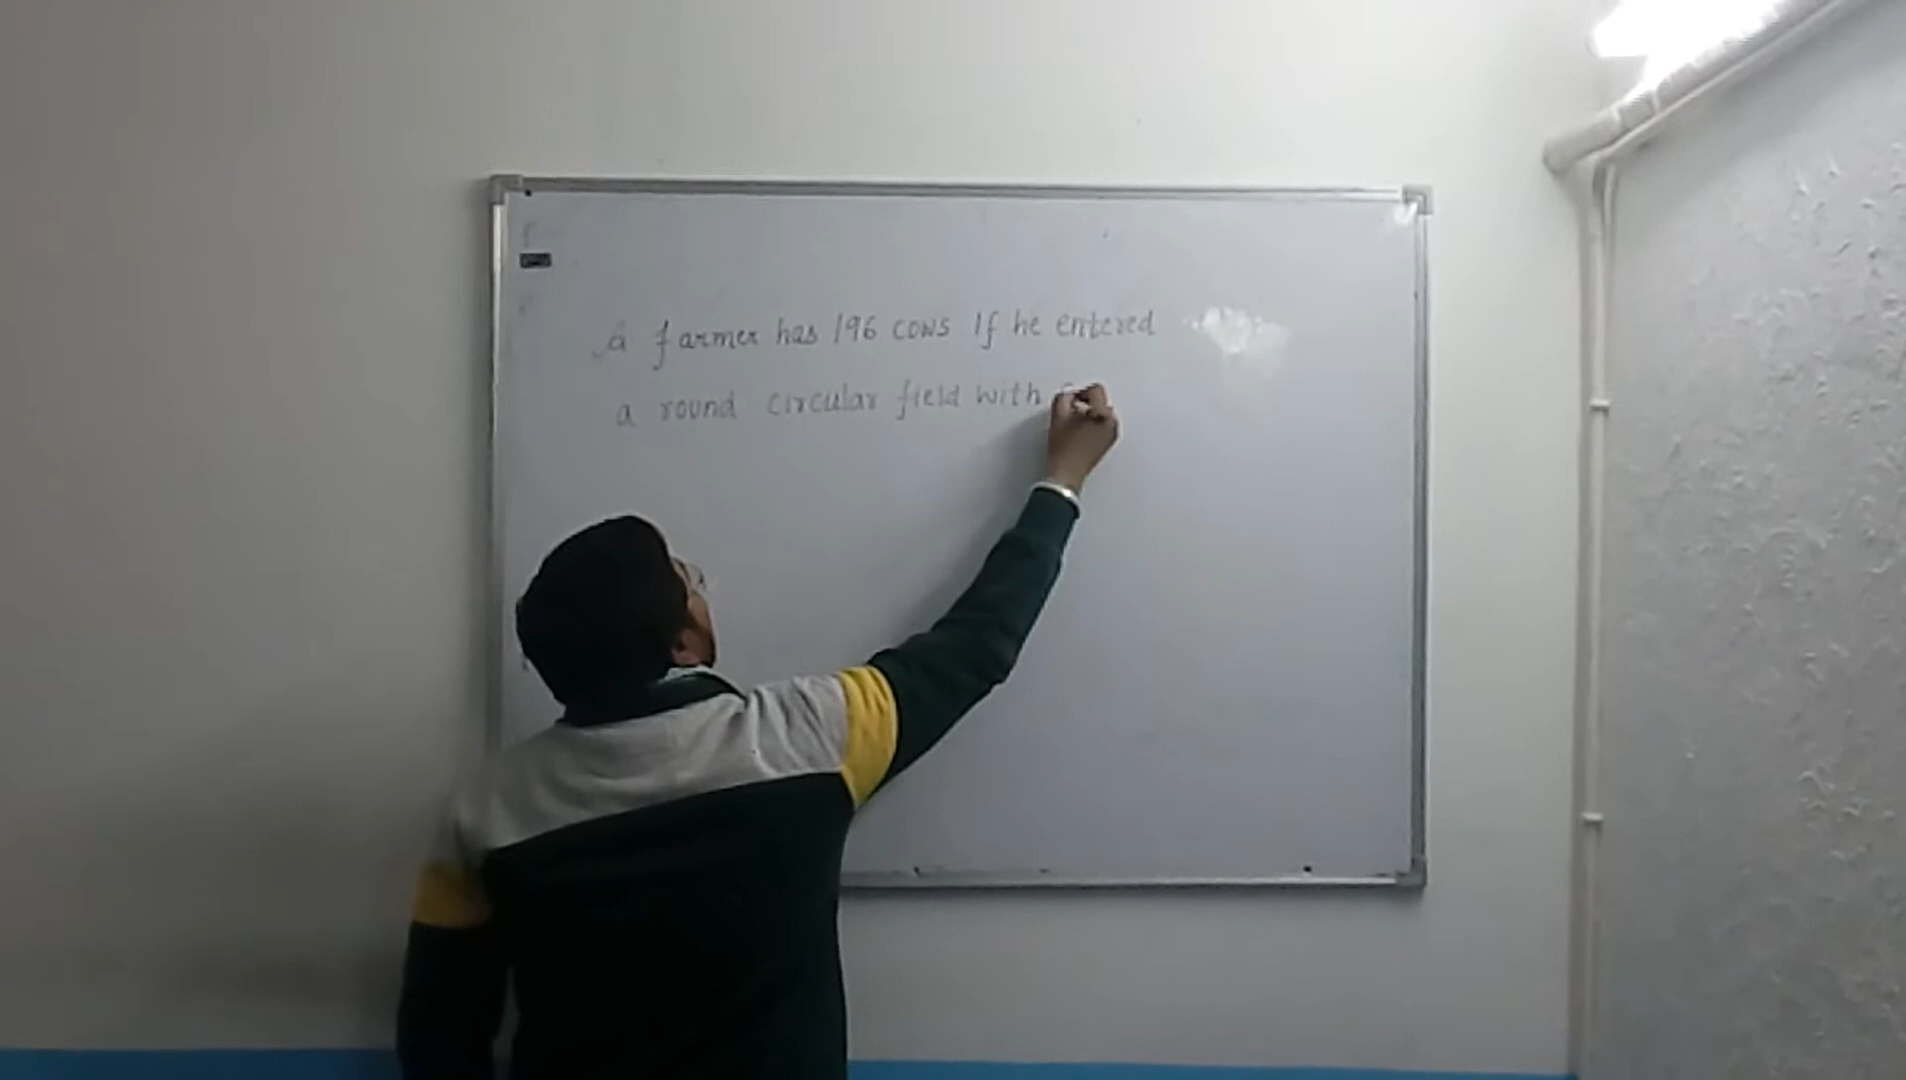 A farmer has 196 cows If he entered
a round circular field with